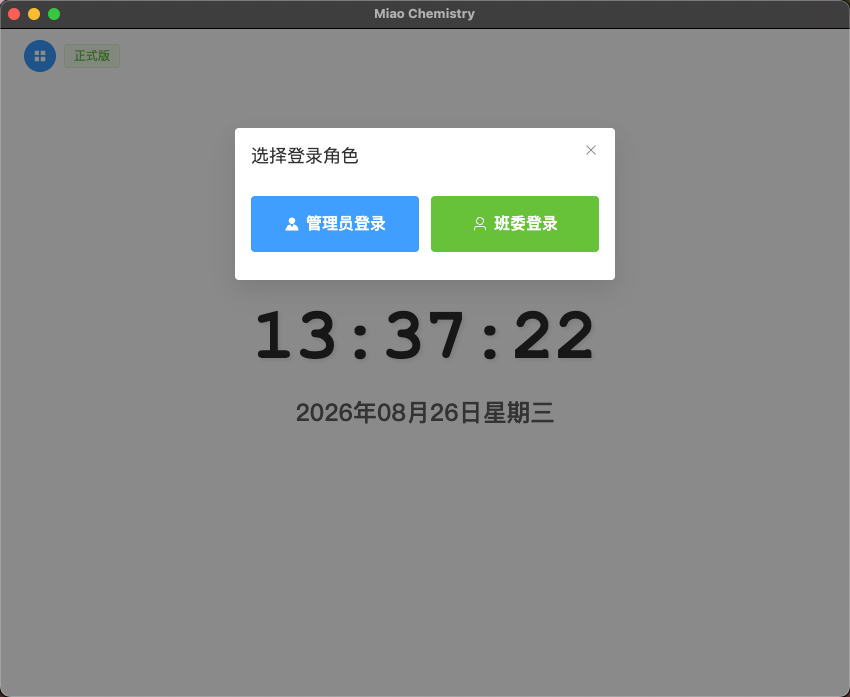 Miao Chemistry
正式版
选择登录角色
管理员登录
班委登录
13:37:22
2026年08月26日星期三